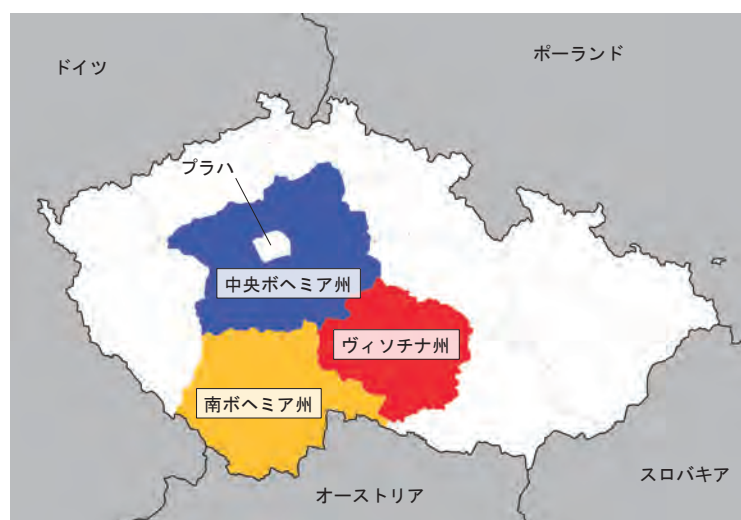 ドイツ
ポーランド
プラハ
中央ボヘミア州
ヴィソチナ州
南ボヘミア州
スロバキア
オーストリア